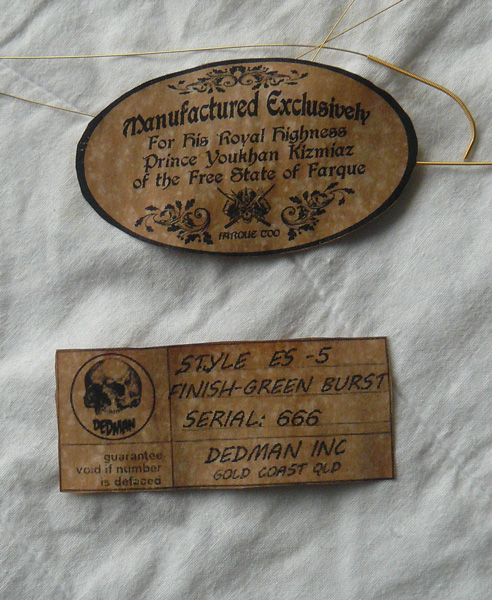 Manufactured Exclusively
For His Royal Highness
Prince Youkhan Kizmiaz
of the Free State of Farque
FARQUE TOO
DEDMAN
guarantee
void if number
is defaced
STYLE ES -5
FINISH-GREEN BURST
SERIAL: 666
DEDMAN INC
GOLD COAST QLD